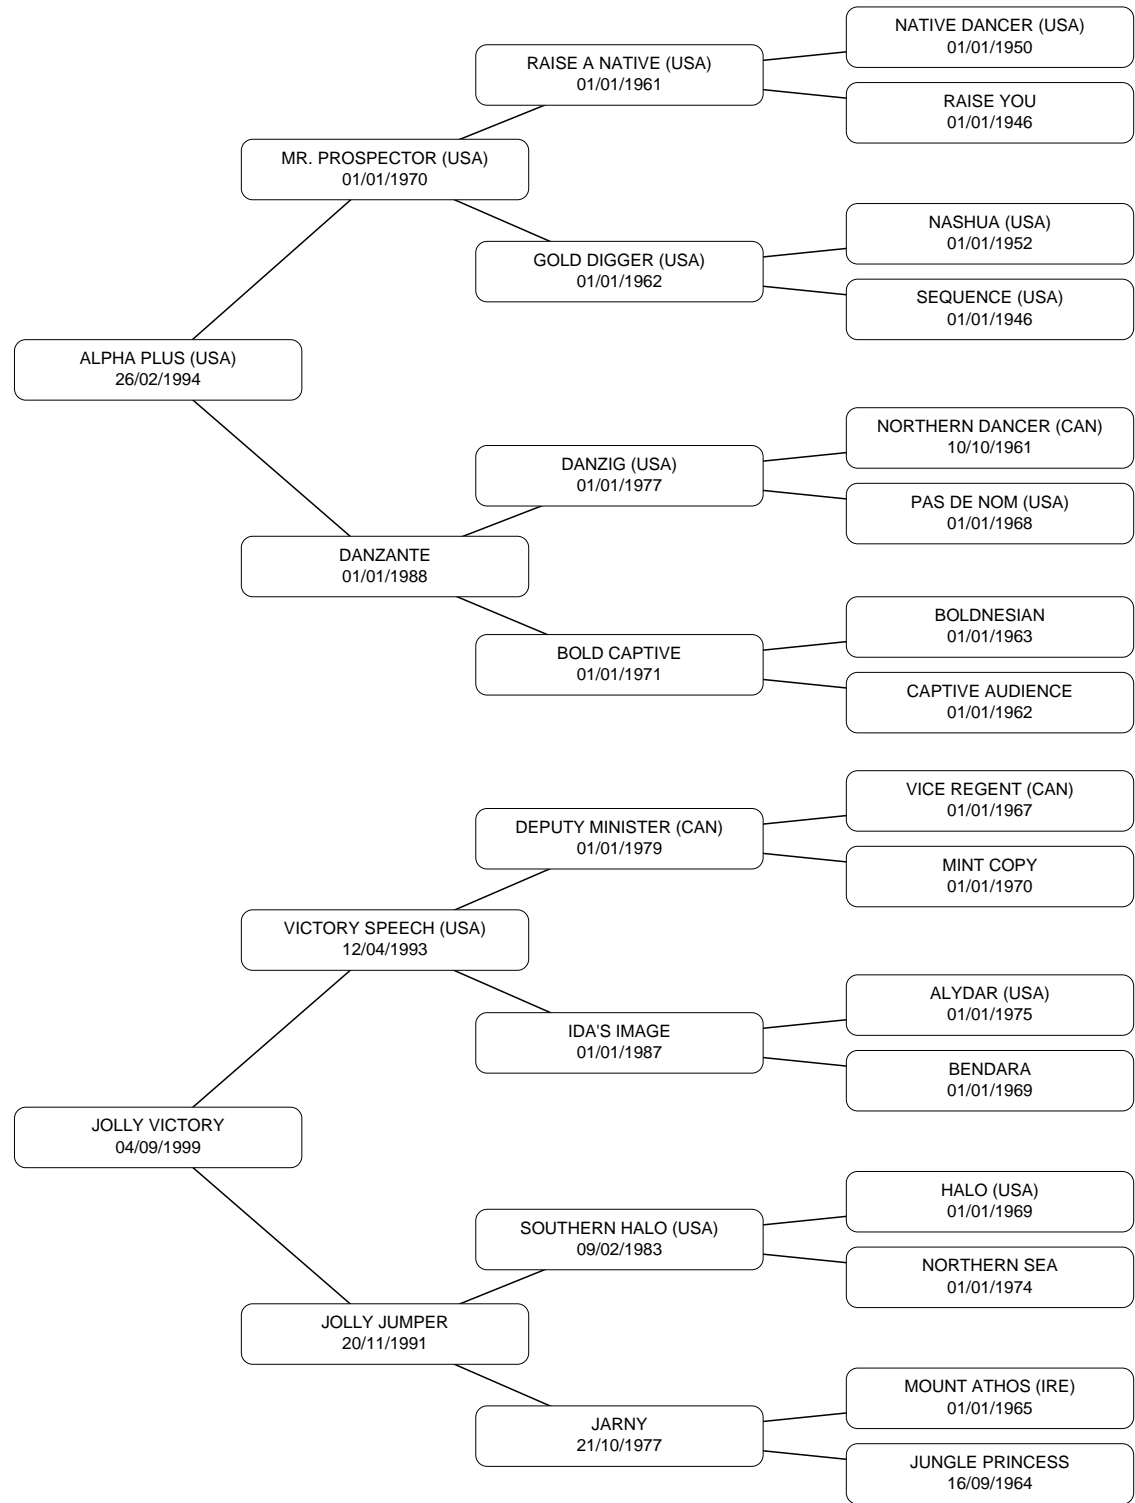 NATIVE DANCER (USA)
01/01/1950
RAISE A NATIVE (USA)
01/01/1961
RAISE YOU
01/01/1946
MR. PROSPECTOR (USA)
01/01/1970
NASHUA (USA)
01/01/1952
GOLD DIGGER (USA)
01/01/1962
SEQUENCE (USA)
01/01/1946
ALPHA PLUS (USA)
26/02/1994
NORTHERN DANCER (CAN)
10/10/1961
DANZIG (USA)
01/01/1977
PAS DE NOM (USA)
01/01/1968
DANZANTE
01/01/1988
BOLDNESIAN
01/01/1963
BOLD CAPTIVE
01/01/1971
CAPTIVE AUDIENCE
01/01/1962
VICE REGENT (CAN)
01/01/1967
DEPUTY MINISTER (CAN)
01/01/1979
MINT COPY
01/01/1970
VICTORY SPEECH (USA)
12/04/1993
ALYDAR (USA)
01/01/1975
IDA'S IMAGE
01/01/1987
BENDARA
01/01/1969
JOLLY VICTORY
04/09/1999
HALO (USA)
01/01/1969
SOUTHERN HALO (USA)
09/02/1983
NORTHERN SEA
01/01/1974
JOLLY JUMPER
20/11/1991
MOUNT ATHOS (IRE)
01/01/1965
JARNY
21/10/1977
JUNGLE PRINCESS
16/09/1964